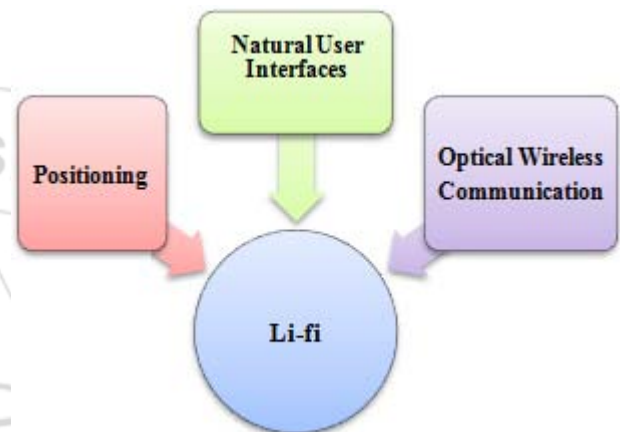 Natural User
Interfaces
Positioning
Optical Wireless
Communication
Li-fi